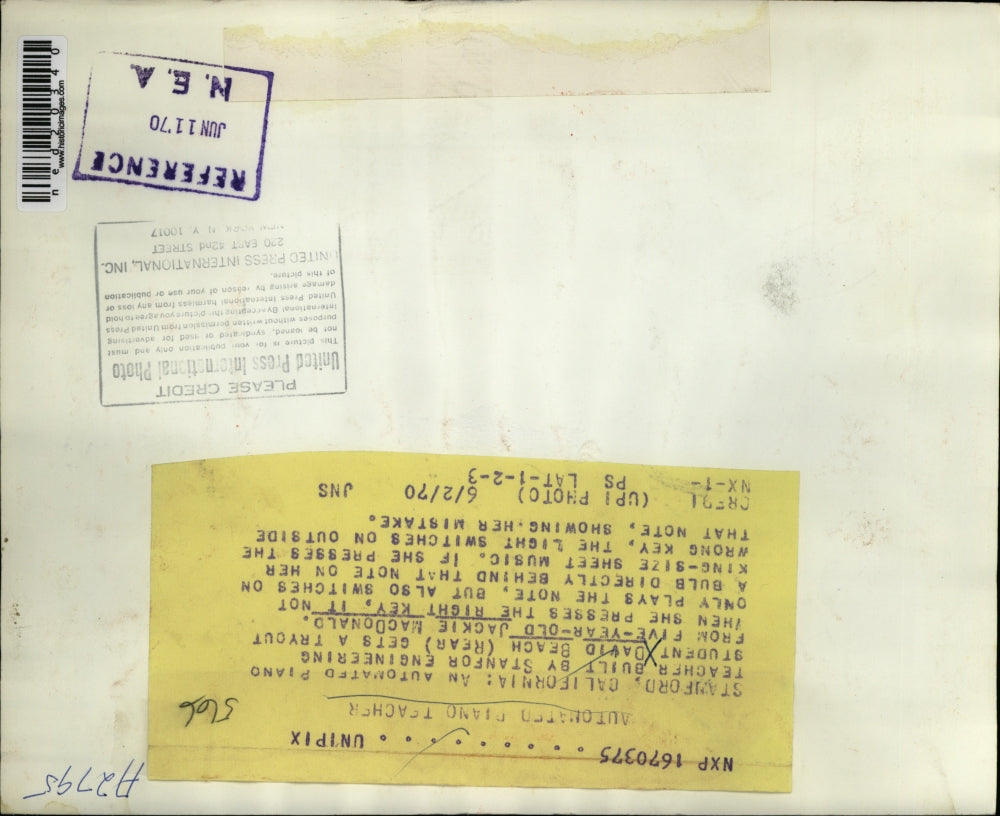 ned20340
www.historicimages.com
REFERENCE
JUN 11 '70
N.E.A.
PLEASE CREDIT
United Press International Photo
This picture is for your publication only and must
not be loaned, syndicated or used for advertising
purposes without written permission from United Press
International. By accepting this picture you agree to hold
United Press International harmless from any loss or
damage arising by reason of your use or publication
of this picture.
UNITED PRESS INTERNATIONAL, INC.
220 EAST 42nd STREET
NEW YORK N.Y. 10017
A2795
NXP 1670375 . . . . . . . . . . . UNIPIX
AUTOMATED PIANO TEACHER
5/06
STANFORD, CALIFORNIA: AN AUTOMATED PIANO
TEACHER BUILT BY STANFOR ENGINEERING
STUDENT DAVID BEACH (REAR) GETS A TRYOUT
FROM FIVE-YEAR-OLD JACKIE MACDONALD.
WHEN SHE PRESSES THE RIGHT KEY, IT NOT
ONLY PLAYS THE NOTE, BUT ALSO SWITCHES ON
A BULB DIRECTLY BEHIND THAT NOTE ON HER
KING-SIZE SHEET MUSIC. IF SHE PRESSES THE
WRONG KEY, THE LIGHT SWITCHES ON OUTSIDE
THAT NOTE, SHOWING HER MISTAKE.
(UPI PHOTO) 6/2/70 JNS
NX-1- PS LAT-1-2-3